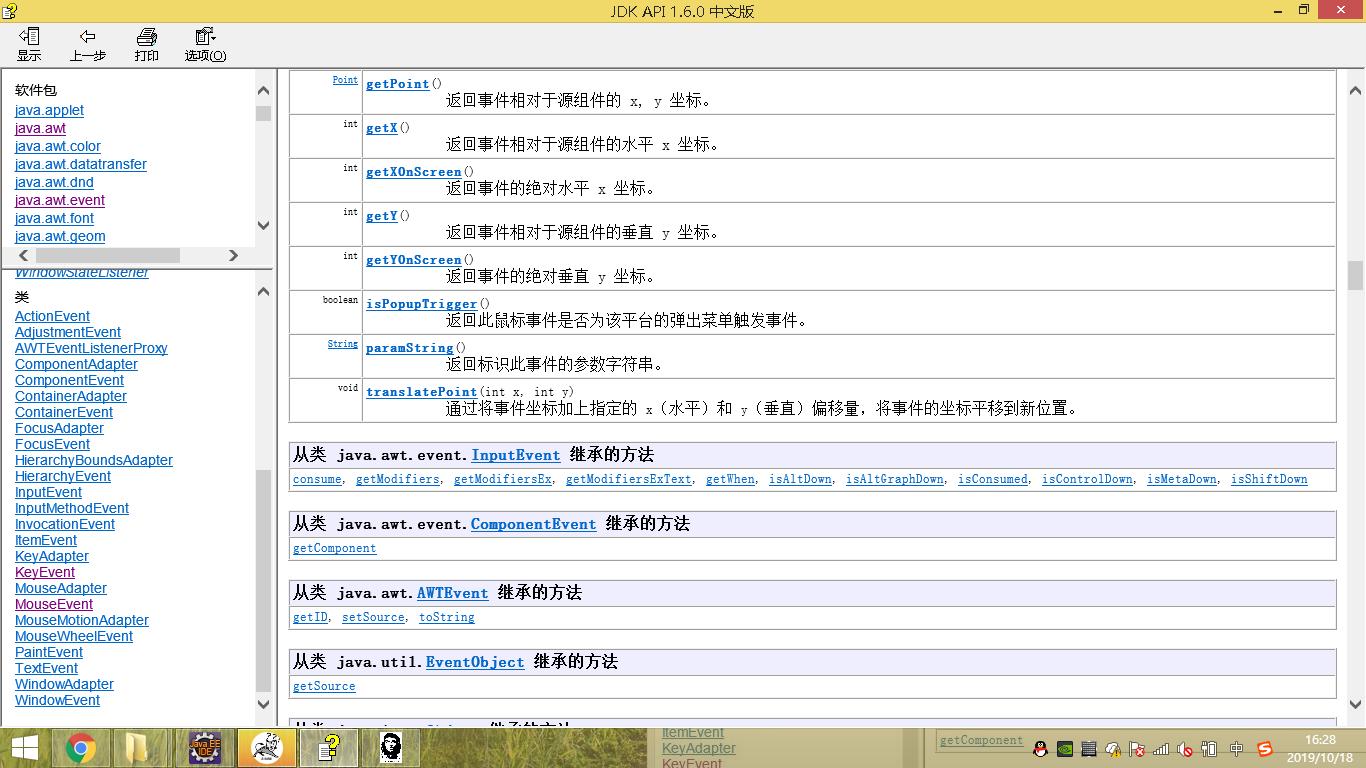 JDK API 1.6.0 中文版
显示 上一步 打印 选项(O)
软件包
java.applet
java.awt
java.awt.color
java.awt.datatransfer
java.awt.dnd
java.awt.event
java.awt.font
java.awt.geom
WindowStateListener
类
ActionEvent
AdjustmentEvent
AWTEventListenerProxy
ComponentAdapter
ComponentEvent
ContainerAdapter
ContainerEvent
FocusAdapter
FocusEvent
HierarchyBoundsAdapter
HierarchyEvent
InputEvent
InputMethodEvent
InvocationEvent
ItemEvent
KeyAdapter
KeyEvent
MouseAdapter
MouseEvent
MouseMotionAdapter
MouseWheelEvent
PaintEvent
TextEvent
WindowAdapter
WindowEvent
Point getPoint()
返回事件相对于源组件的 x, y 坐标。
int getX()
返回事件相对于源组件的水平 x 坐标。
int getXOnScreen()
返回事件的绝对水平 x 坐标。
int getY()
返回事件相对于源组件的垂直 y 坐标。
int getYOnScreen()
返回事件的绝对垂直 y 坐标。
boolean isPopupTrigger()
返回此鼠标事件是否为该平台的弹出菜单触发事件。
String paramString()
返回标识此事件的参数字符串。
void translatePoint(int x, int y)
通过将事件坐标加上指定的 x（水平）和 y（垂直）偏移量，将事件的坐标平移到新位置。
从类 java.awt.event.InputEvent 继承的方法
consume, getModifiers, getModifiersEx, getModifiersExText, getWhen, isAltDown, isAltGraphDown, isConsumed, isControlDown, isMetaDown, isShiftDown
从类 java.awt.event.ComponentEvent 继承的方法
getComponent
从类 java.awt.AWTEvent 继承的方法
getID, setSource, toString
从类 java.util.EventObject 继承的方法
getSource
Java EE
IDE
ItemEvent
KeyAdapter
KeyEvent
getComponent
中
16:28
2019/10/18